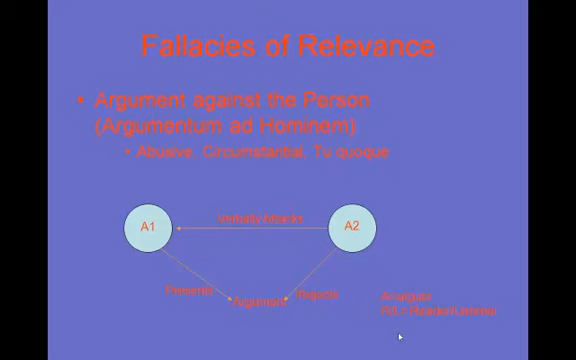 Fallacies of Relevance
• Argument against the Person
(Argumentum ad Hominem)
• Abusive, Circumstantial, Tu quoque
A1
Verbally Attacks
A2
Presents
Argument
Rejects
R/L = Reader/Listener